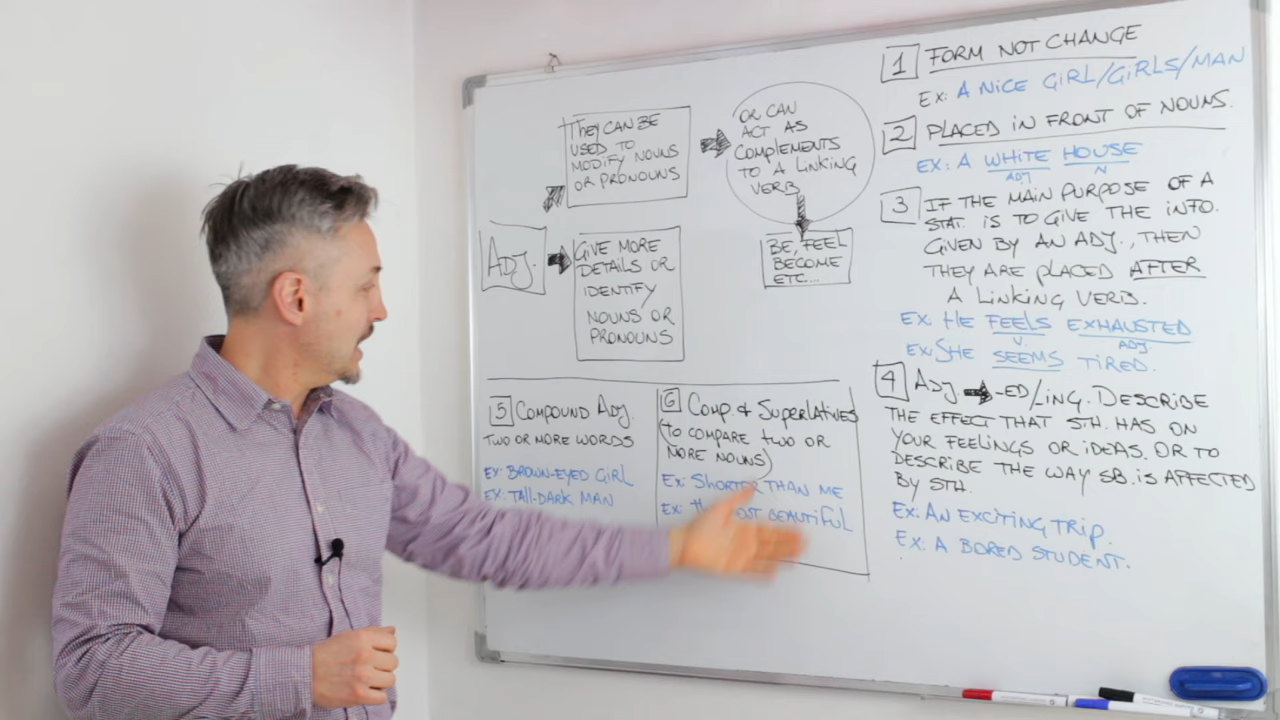 ADJ.
THEY CAN BE
USED TO
MODIFY NOUNS
OR PRONOUNS
OR CAN
ACT AS
COMPLEMENTS
TO A LINKING
VERB
BE, FEEL
BECOME
ETC...
GIVE MORE
DETAILS OR
IDENTIFY
NOUNS OR
PRONOUNS
1 FORM NOT CHANGE
EX: A NICE GIRL/GIRLS/MAN
2 PLACED IN FRONT OF NOUNS.
EX: A WHITE HOUSE
ADJ N
3 IF THE MAIN PURPOSE OF A
STAT. IS TO GIVE THE INFO.
GIVEN BY AN ADJ., THEN
THEY ARE PLACED AFTER
A LINKING VERB.
EX: HE FEELS EXHAUSTED
V. ADJ.
EX: SHE SEEMS TIRED.
4 ADJ -ED/ING. DESCRIBE
THE EFFECT THAT STH. HAS ON
YOUR FEELINGS OR IDEAS. OR TO
DESCRIBE THE WAY SB. IS AFFECTED
BY STH.
EX: AN EXCITING TRIP.
EX: A BORED STUDENT.
5 COMPOUND ADJ.
TWO OR MORE WORDS
EX: BROWN-EYED GIRL
EX: TALL-DARK MAN
6 COMP. & SUPERLATIVES
(TO COMPARE TWO OR
MORE NOUNS)
EX: SHORTER THAN ME
EX: BEAUTIFUL